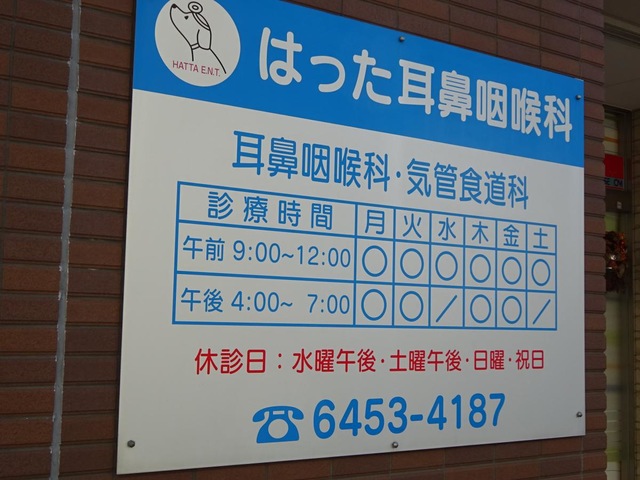 HATTA E.N.T.
はった耳鼻咽喉科
耳鼻咽喉科・気管食道科
診療時間 月 火 水 木 金 土
午前 9:00~12:00 ○ ○ ○ ○ ○ ○
午後 4:00~ 7:00 ○ ○ / ○ ○ /
休診日：水曜午後・土曜午後・日曜・祝日
☎6453-4187